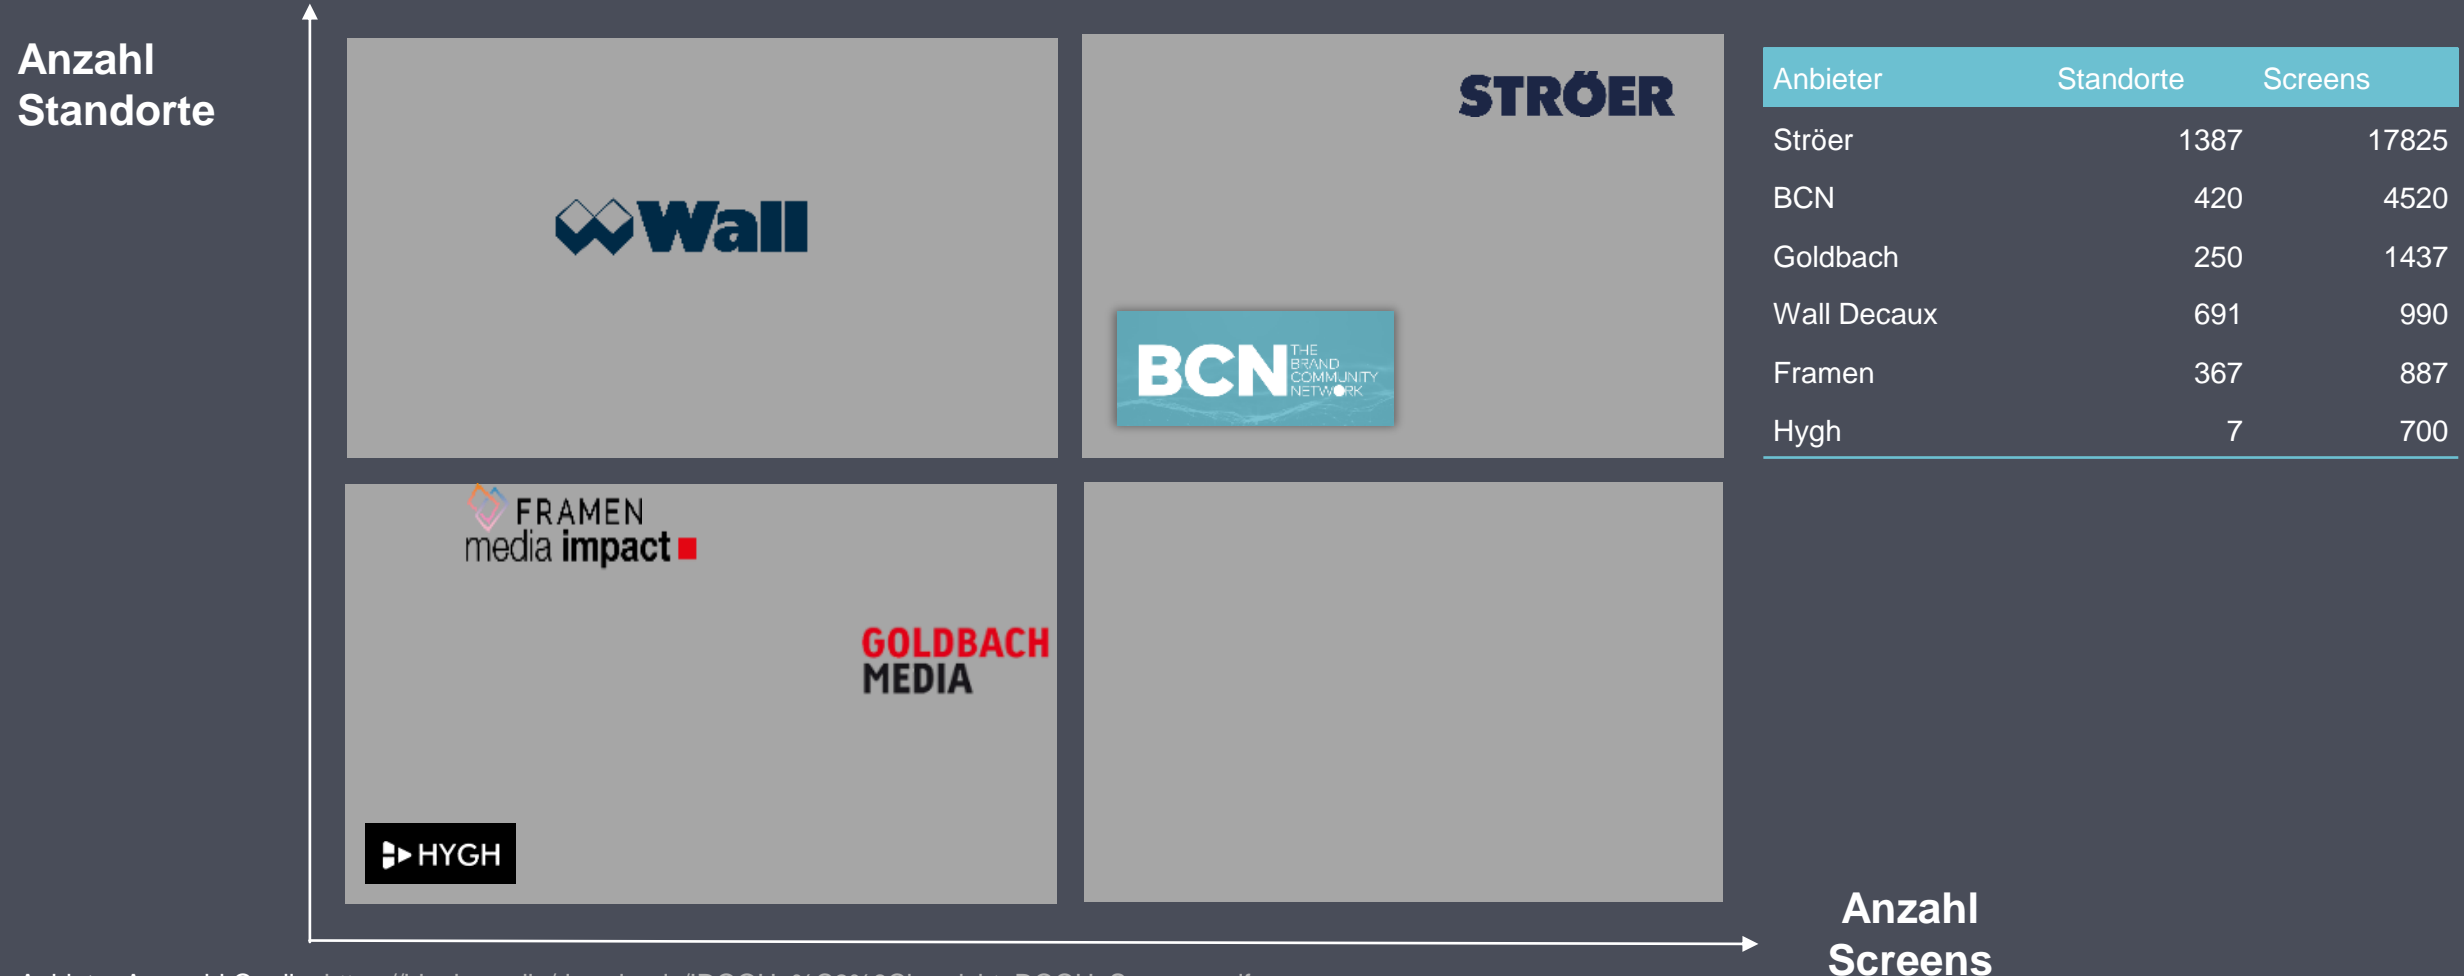 Anzahl
Standorte
STRÖER
Wall
BCN THE
BRAND
COMMUNITY
NETWORK
FRAMEN
media impact
GOLDBACH
MEDIA
HYGH
Anbieter Standorte Screens
Ströer 1387 17825
BCN 420 4520
Goldbach 250 1437
Wall Decaux 691 990
Framen 367 887
Hygh 7 700
Anzahl
Screens